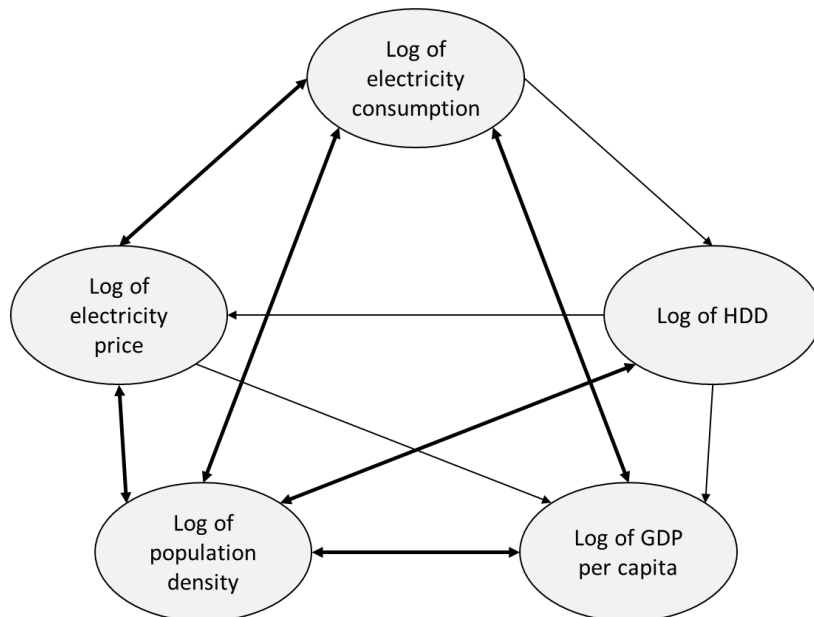 Log of
electricity
consumption
Log of
electricity
price
Log of HDD
Log of
population
density
Log of GDP
per capita